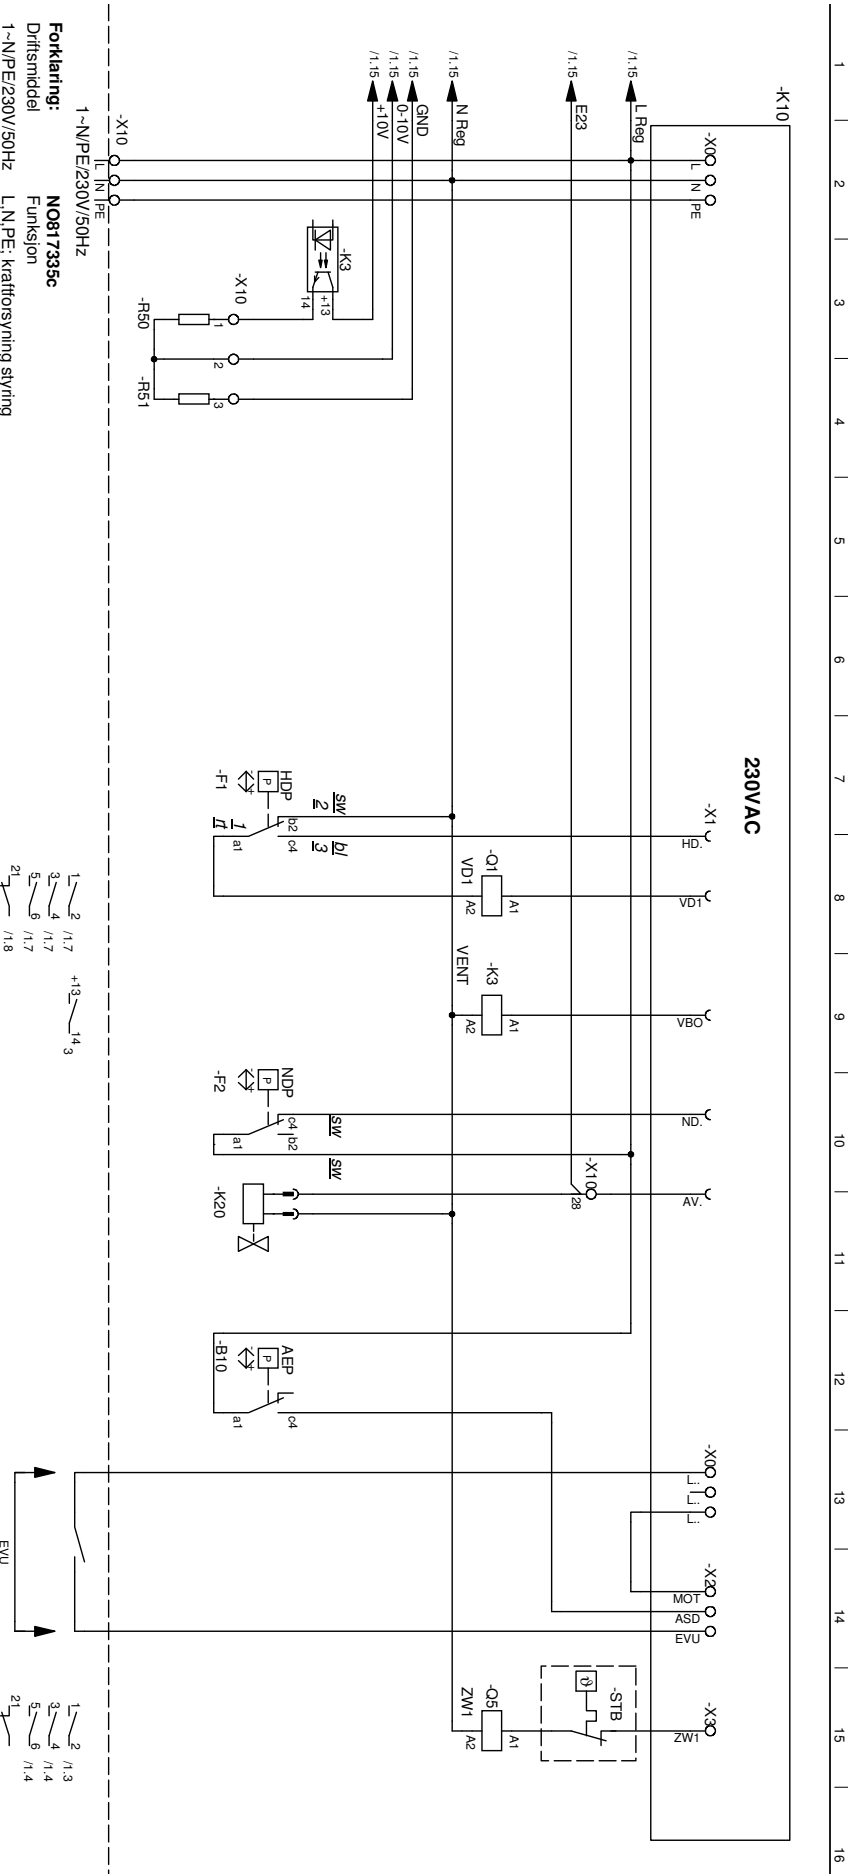 1
2
3
4
5
6
7
8
9
10
11
12
13
14
15
16
-K10
230VAC
-X0
L
N
PE
-X1
HD.
VD1
VBO
ND.
AV.
-X0
L..
L..
L..
-X2
MOT
ASD
EVU
-X3
ZW1
/1.15
L Reg
/1.15
E23
/1.15
N Reg
/1.15
GND
/1.15
0-10V
/1.15
+10V
-X10
28
-STB
ϑ
-Q1
VD1
A1
A2
-K3
VENT
A1
A2
-Q5
ZW1
A1
A2
-K3
+13
14
-X10
1
2
3
-R50
-R51
HDP
P
-F1
sw
2
b2
c4
bl
3
1
rt
a1
NDP
P
-F2
c4
b2
a1
sw
sw
-K20
AEP
P
-B10
c4
a1
-X10
L
N
PE
1~N/PE/230V/50Hz
EVU
1
2
/1.7
3
4
/1.7
5
6
/1.7
21
/1.8
+13
14
3
1
2
/1.3
3
4
/1.4
5
6
/1.4
21
Forklaring:
NO817335c
Driftsmiddel
Funksjon
1~N/PE/230V/50Hz
L,N,PE; kraftforsyning styring